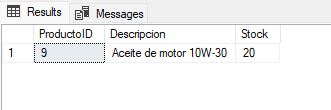 Results Messages
ProductoID Descripcion Stock
1 9 Aceite de motor 10W-30 20